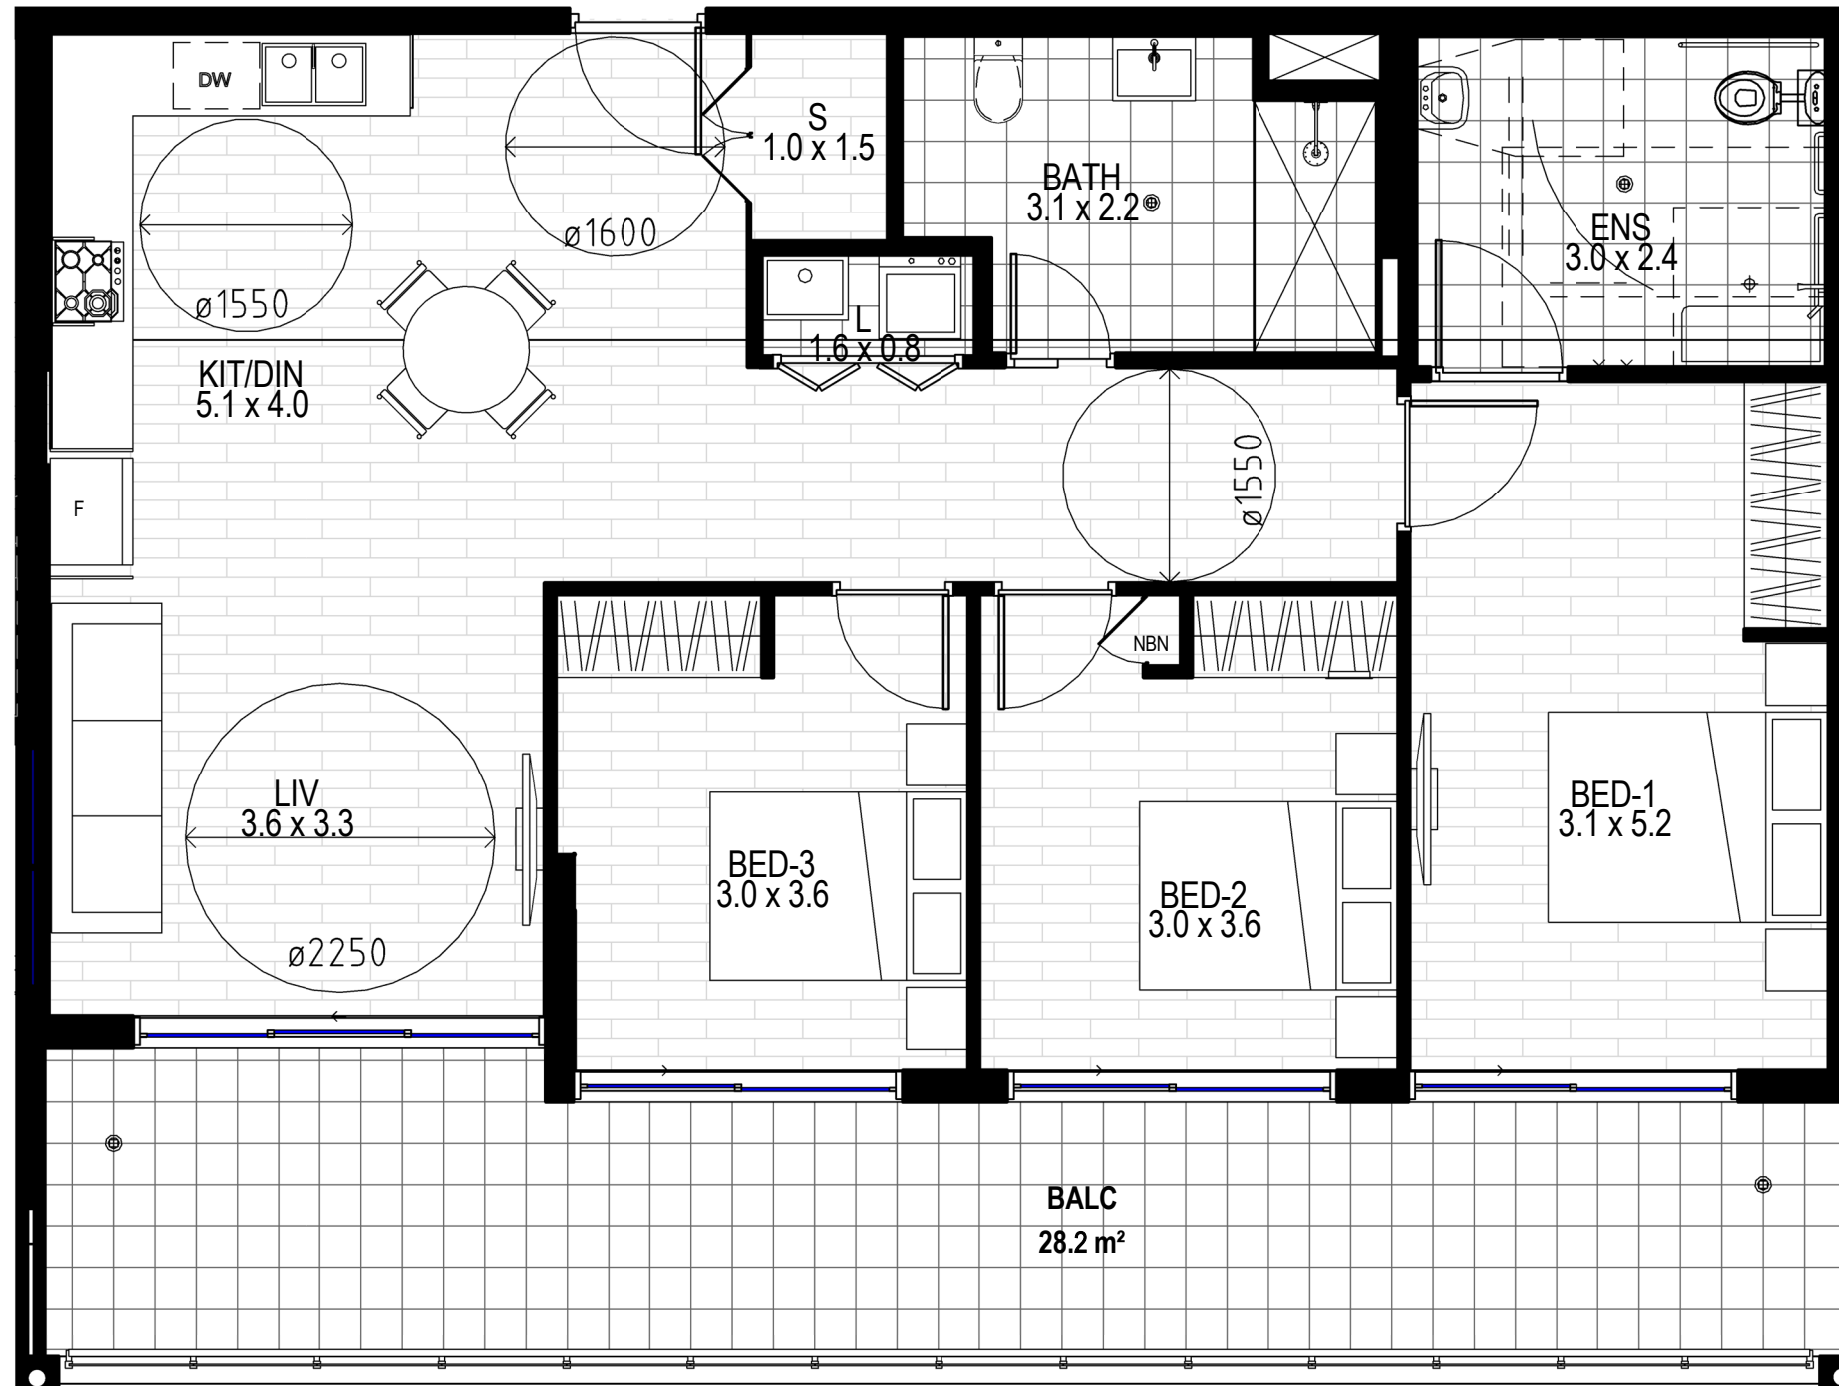 DW
S
1.0 x 1.5
BATH
3.1 x 2.2
ENS
3.0 x 2.4
ø1600
ø1550
L
1.6 x 0.8
KIT/DIN
5.1 x 4.0
ø1550
F
NBN
LIV
3.6 x 3.3
BED-1
3.1 x 5.2
BED-3
3.0 x 3.6
BED-2
3.0 x 3.6
ø2250
BALC
28.2 m²